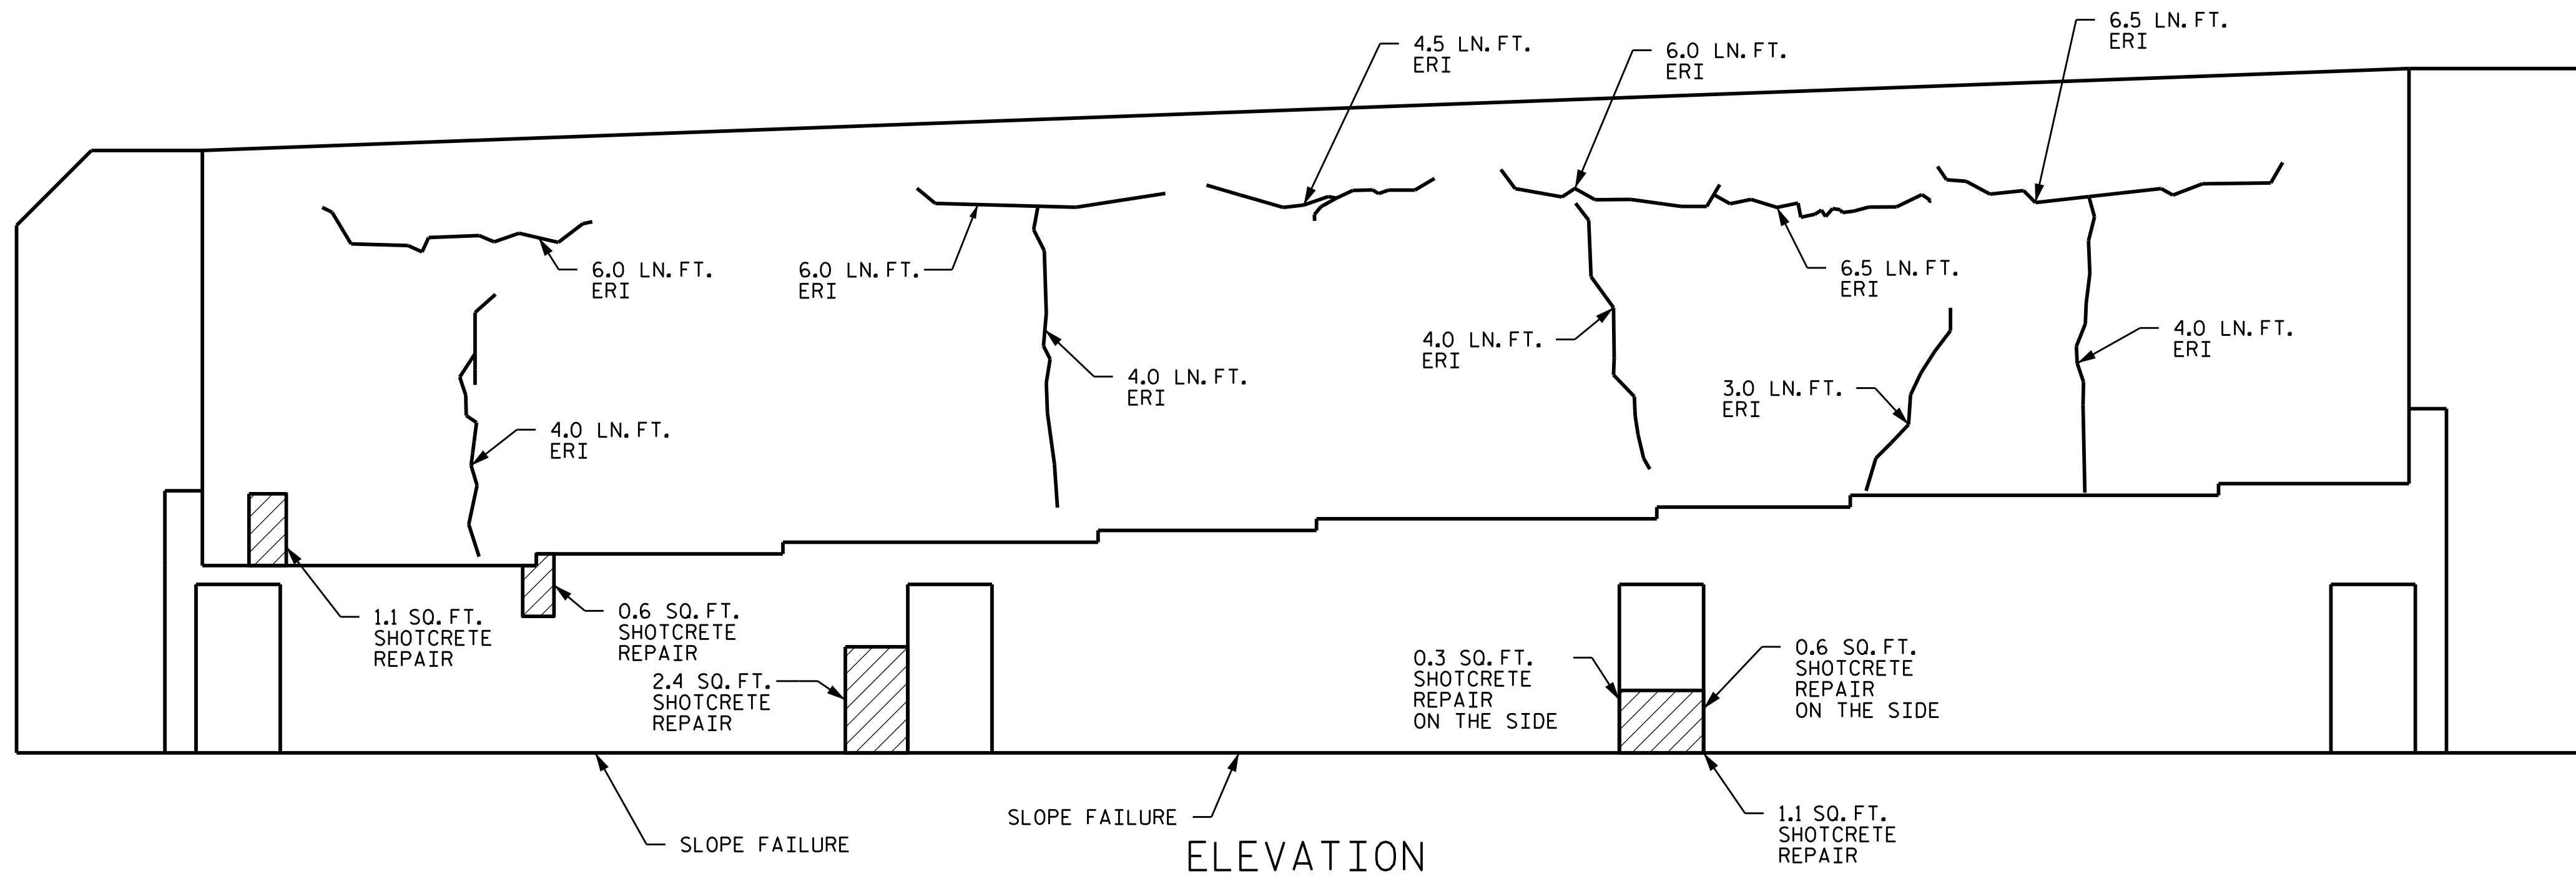 6.5 LN.FT.
ERI
4.5 LN.FT.
ERI
6.0 LN.FT.
ERI
6.0 LN.FT.
ERI
6.0 LN.FT.
ERI
6.5 LN.FT.
ERI
4.0 LN.FT.
ERI
4.0 LN.FT.
ERI
4.0 LN.FT.
ERI
3.0 LN.FT.
ERI
4.0 LN.FT.
ERI
1.1 SQ.FT.
SHOTCRETE
REPAIR
0.6 SQ.FT.
SHOTCRETE
REPAIR
2.4 SQ.FT.
SHOTCRETE
REPAIR
0.3 SQ.FT.
SHOTCRETE
REPAIR
ON THE SIDE
0.6 SQ.FT.
SHOTCRETE
REPAIR
ON THE SIDE
SLOPE FAILURE
SLOPE FAILURE
1.1 SQ.FT.
SHOTCRETE
REPAIR
ELEVATION